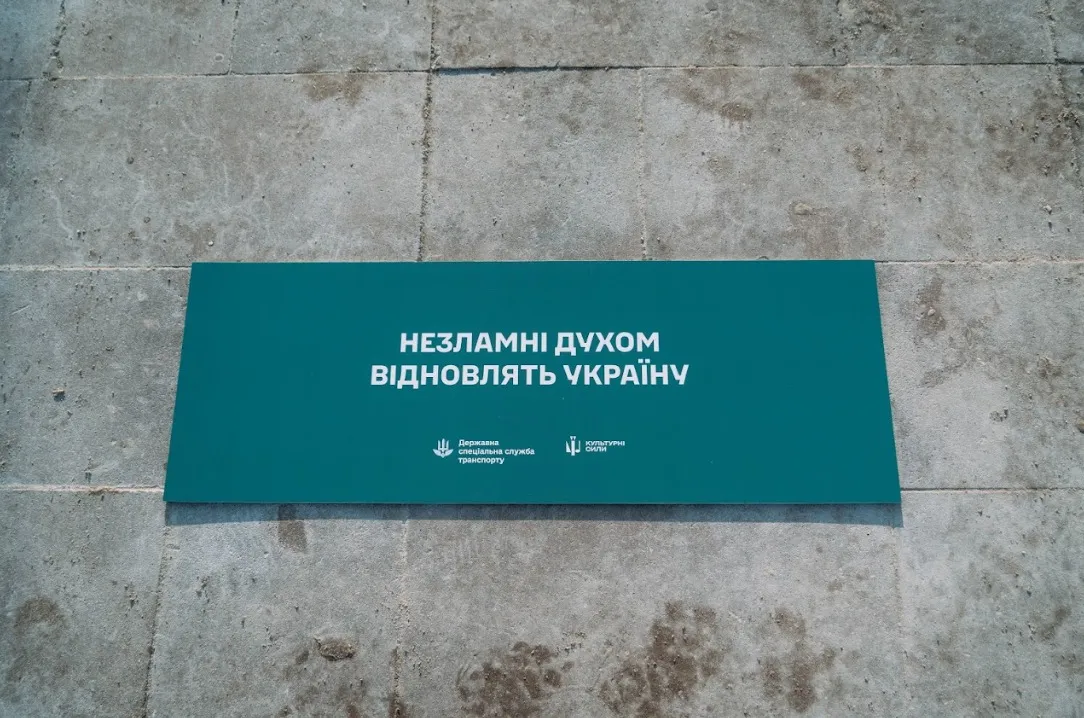 НЕЗЛАМНІ ДУХОМ
ВІДНОВЛЯТЬ УКРАЇНУ
Державна
спеціальна служба
транспорту
КУЛЬТУРНІ
СИЛИ